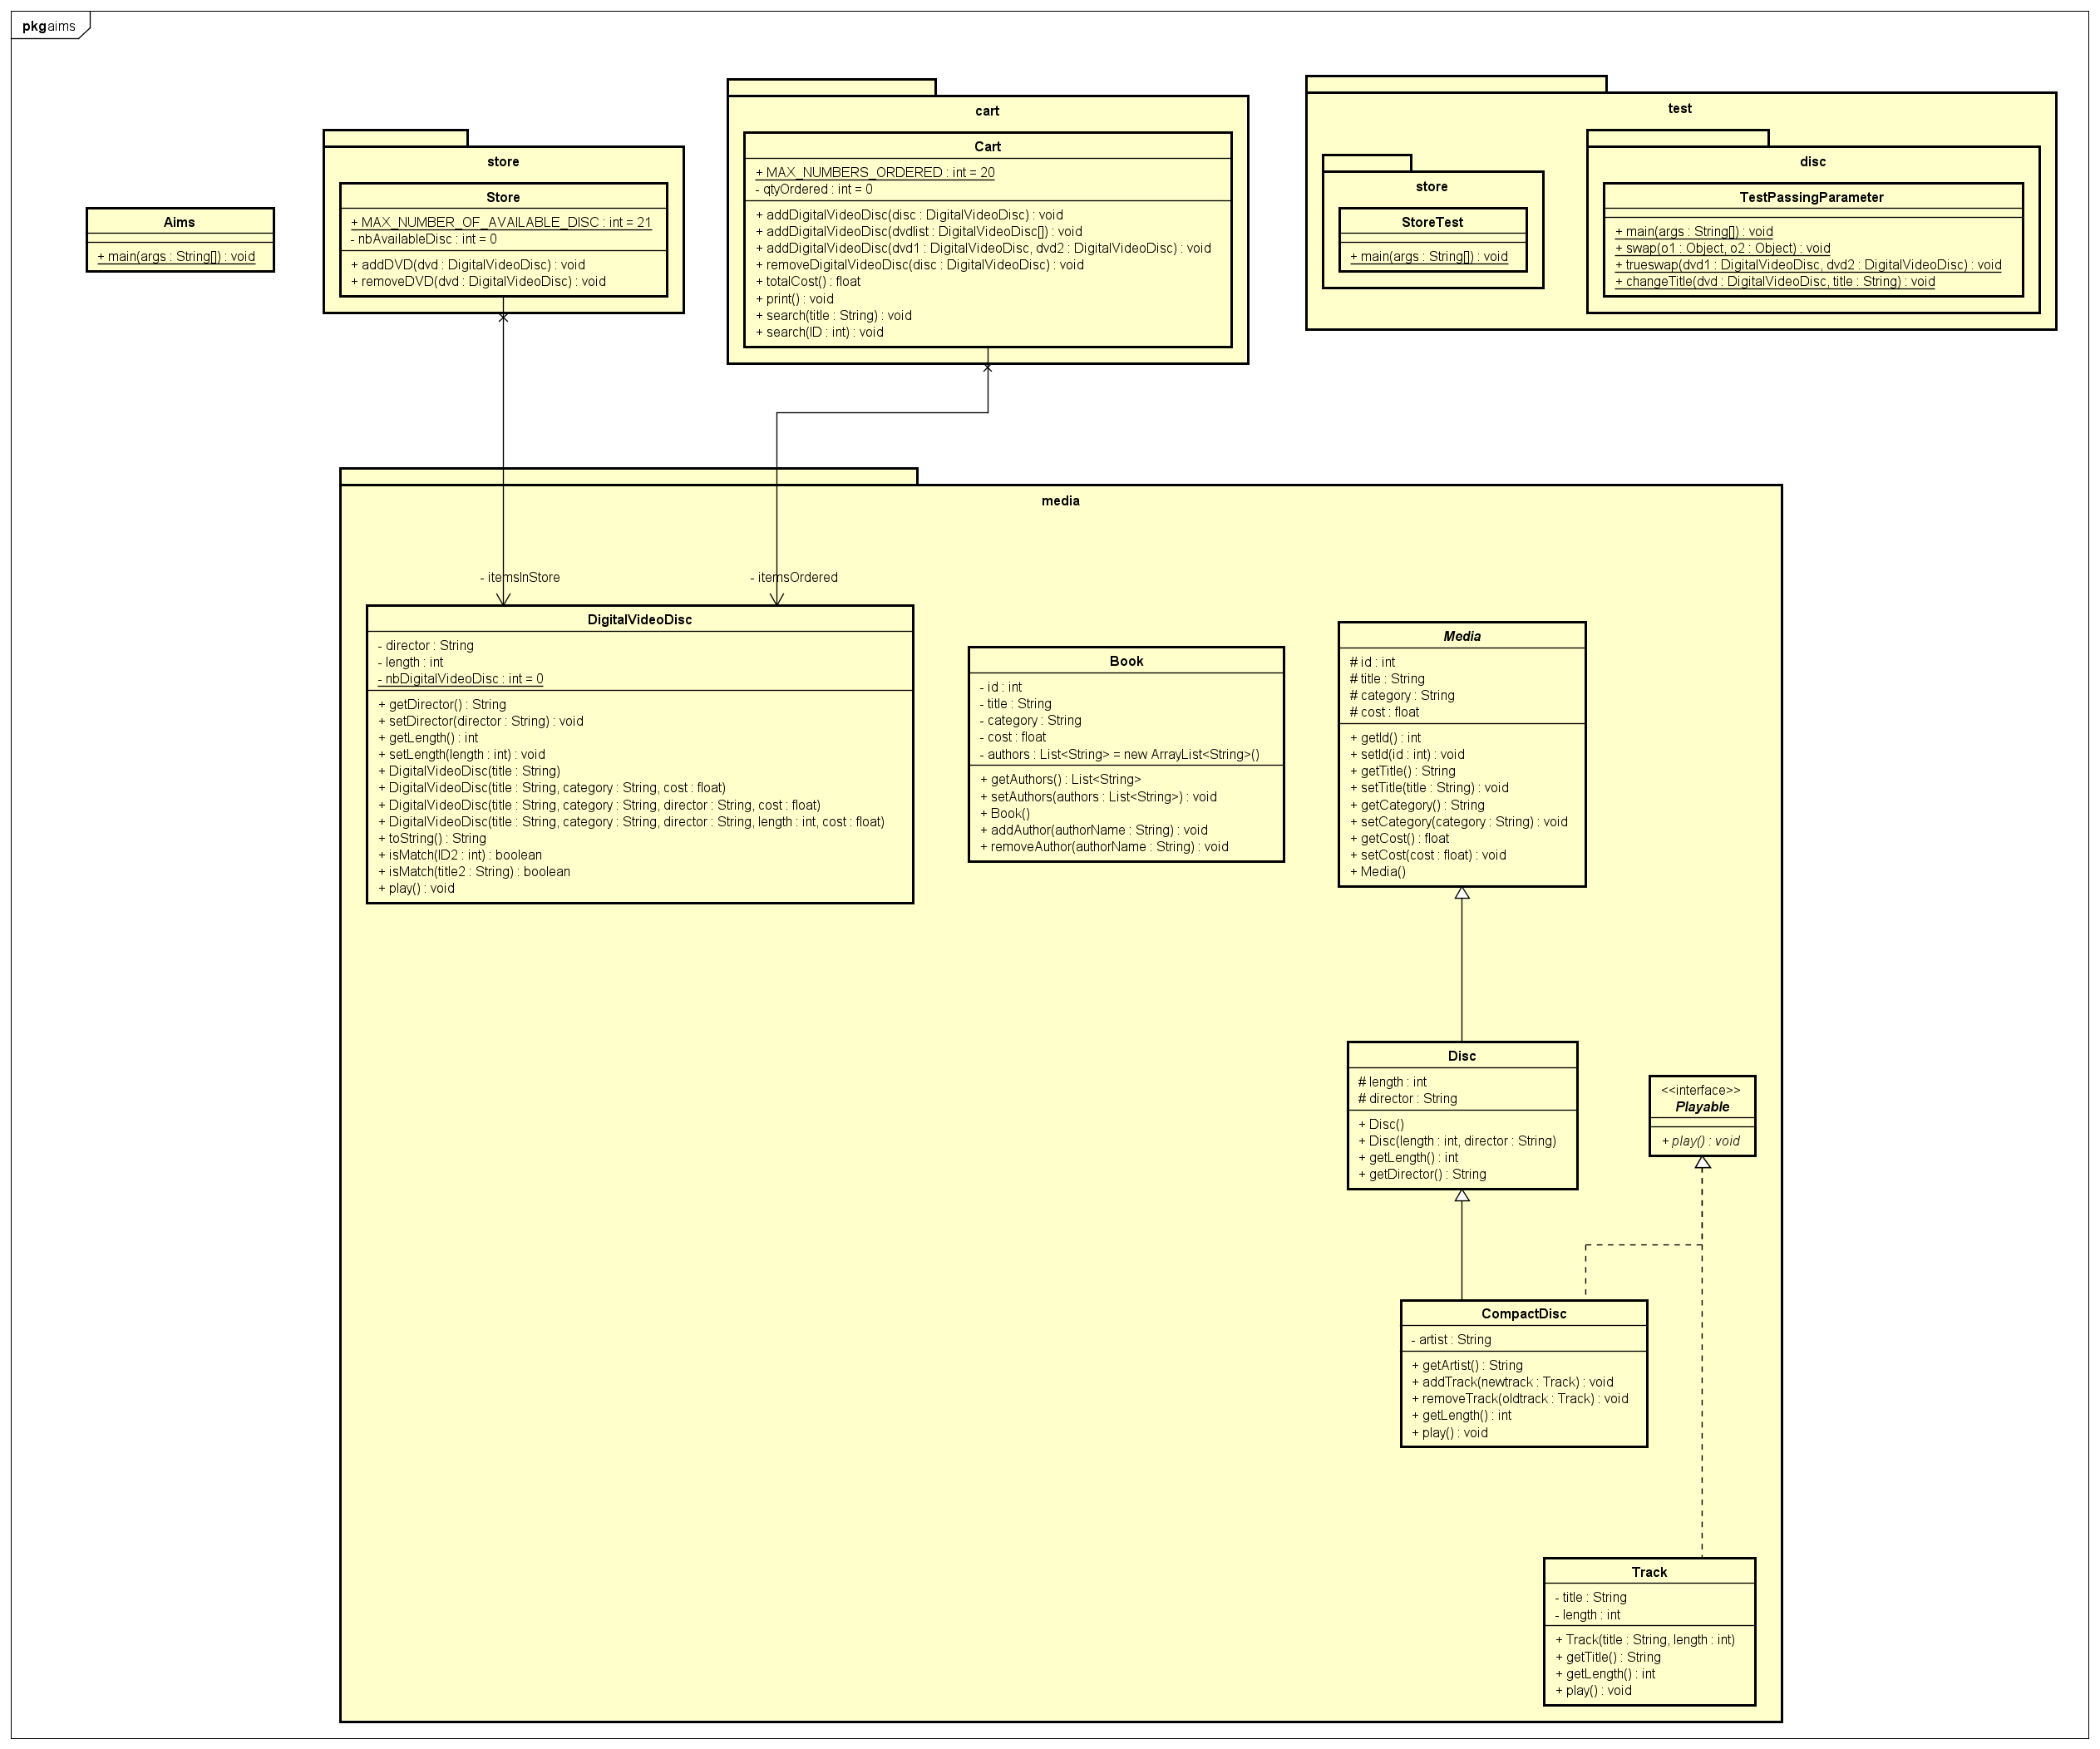 pkg aims
Aims
+ main(args : String[]) : void
store
Store
+ MAX_NUMBER_OF_AVAILABLE_DISC : int = 21
- nbAvailableDisc : int = 0
+ addDVD(dvd : DigitalVideoDisc) : void
+ removeDVD(dvd : DigitalVideoDisc) : void
cart
Cart
+ MAX_NUMBERS_ORDERED : int = 20
- qtyOrdered : int = 0
+ addDigitalVideoDisc(disc : DigitalVideoDisc) : void
+ addDigitalVideoDisc(dvdlist : DigitalVideoDisc[]) : void
+ addDigitalVideoDisc(dvd1 : DigitalVideoDisc, dvd2 : DigitalVideoDisc) : void
+ removeDigitalVideoDisc(disc : DigitalVideoDisc) : void
+ totalCost() : float
+ print() : void
+ search(title : String) : void
+ search(ID : int) : void
test
store
StoreTest
+ main(args : String[]) : void
disc
TestPassingParameter
+ main(args : String[]) : void
+ swap(o1 : Object, o2 : Object) : void
+ trueswap(dvd1 : DigitalVideoDisc, dvd2 : DigitalVideoDisc) : void
+ changeTitle(dvd : DigitalVideoDisc, title : String) : void
media
- itemsInStore
- itemsOrdered
DigitalVideoDisc
- director : String
- length : int
- nbDigitalVideoDisc : int = 0
+ getDirector() : String
+ setDirector(director : String) : void
+ getLength() : int
+ setLength(length : int) : void
+ DigitalVideoDisc(title : String)
+ DigitalVideoDisc(title : String, category : String, cost : float)
+ DigitalVideoDisc(title : String, category : String, director : String, cost : float)
+ DigitalVideoDisc(title : String, category : String, director : String, length : int, cost : float)
+ toString() : String
+ isMatch(ID2 : int) : boolean
+ isMatch(title2 : String) : boolean
+ play() : void
Book
- id : int
- title : String
- category : String
- cost : float
- authors : List<String> = new ArrayList<String>()
+ getAuthors() : List<String>
+ setAuthors(authors : List<String>) : void
+ Book()
+ addAuthor(authorName : String) : void
+ removeAuthor(authorName : String) : void
Media
# id : int
# title : String
# category : String
# cost : float
+ getId() : int
+ setId(id : int) : void
+ getTitle() : String
+ setTitle(title : String) : void
+ getCategory() : String
+ setCategory(category : String) : void
+ getCost() : float
+ setCost(cost : float) : void
+ Media()
Disc
# length : int
# director : String
+ Disc()
+ Disc(length : int, director : String)
+ getLength() : int
+ getDirector() : String
<<interface>>
Playable
+ play() : void
CompactDisc
- artist : String
+ getArtist() : String
+ addTrack(newtrack : Track) : void
+ removeTrack(oldtrack : Track) : void
+ getLength() : int
+ play() : void
Track
- title : String
- length : int
+ Track(title : String, length : int)
+ getTitle() : String
+ getLength() : int
+ play() : void